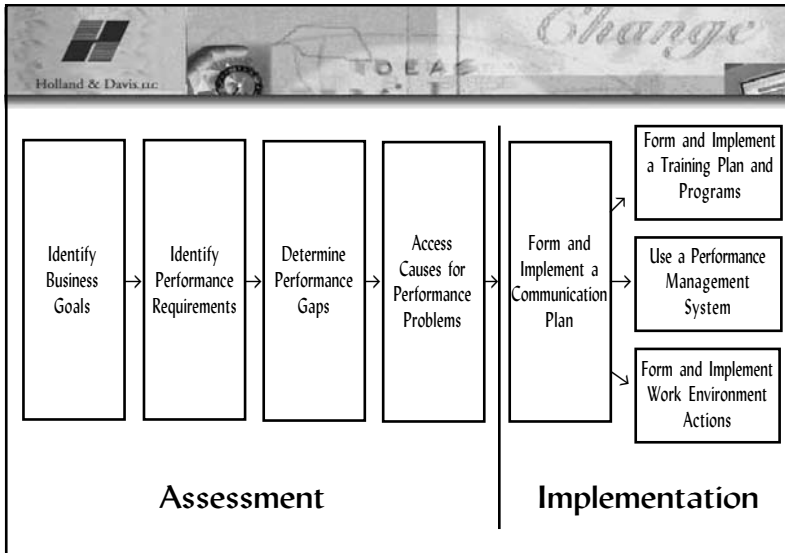 Change
IDEAS
Holland & Davis LLC
Identify
Business
Goals
Identify
Performance
Requirements
Determine
Performance
Gaps
Access
Causes for
Performance
Problems
Form and
Implement a
Communication
Plan
Form and Implement
a Training Plan and
Programs
Use a Performance
Management
System
Form and Implement
Work Environment
Actions
Assessment
Implementation